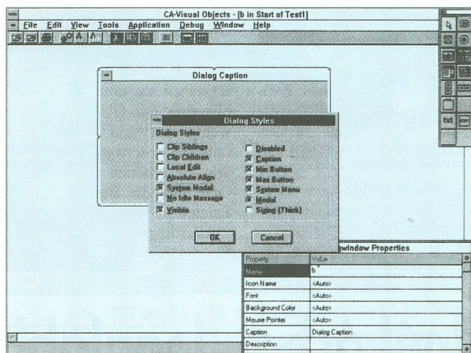 CA-Visual Objects - [b in Start of Test1]
File Edit View Tools Application Debug Window Help
Dialog Caption
Dialog Styles
Dialog Styles
Clip Siblings
Clip Children
Local Edit
Absolute Align
System Modal
No Idle Message
Visible
Disabled
Caption
Min Button
Max Button
System Menu
Modal
Sizing (Thick)
OK Cancel
gwindow Properties
Property Value
Name b
Icon Name <Auto>
Font <Auto>
Background Color <Auto>
Mouse Pointer <Auto>
Caption Dialog Caption
Description